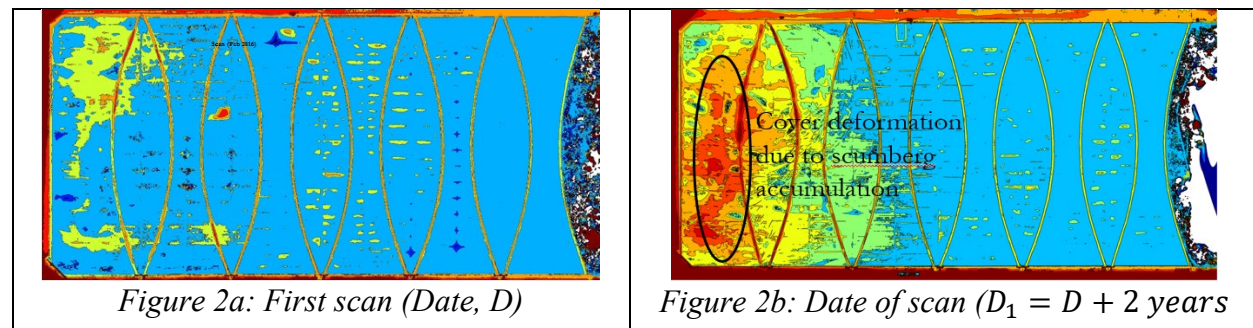 Scan (Feb 2016)
Cover deformation
due to scumberg
accumulation
Figure 2a: First scan (Date, D)
Figure 2b: Date of scan (D₁ = D + 2 years